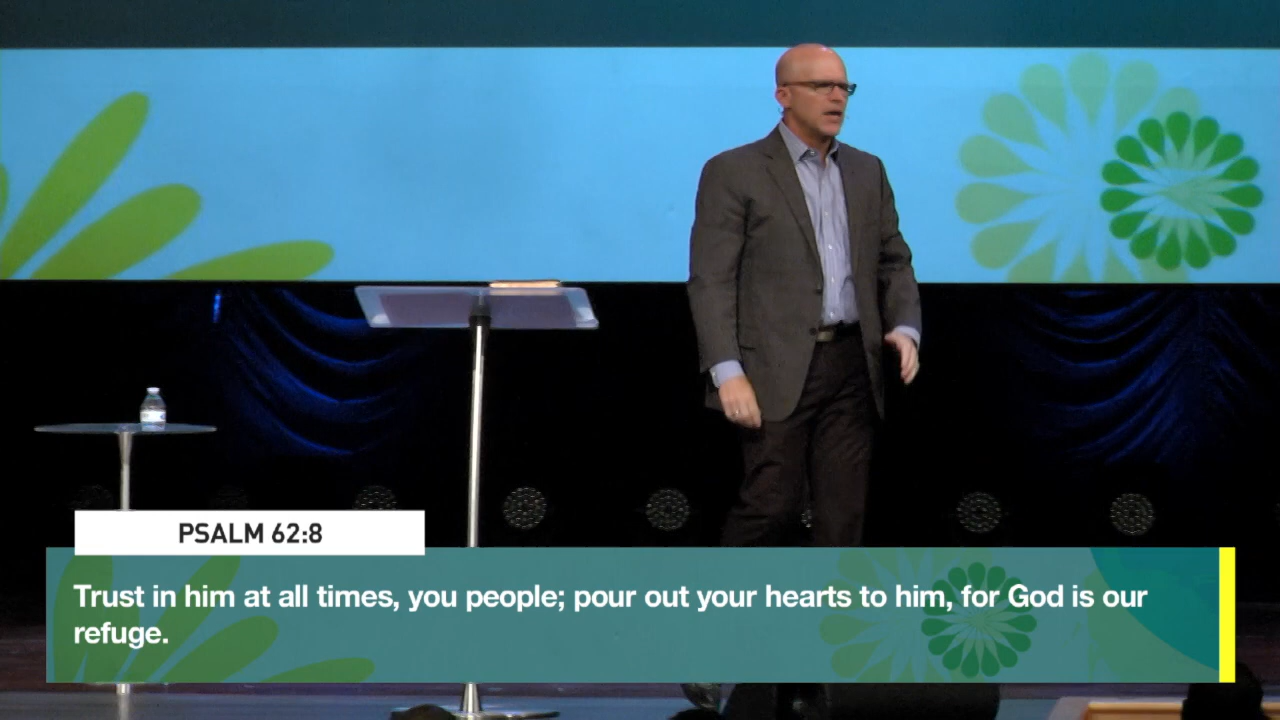 PSALM 62:8
Trust in him at all times, you people; pour out your hearts to him, for God is our
refuge.